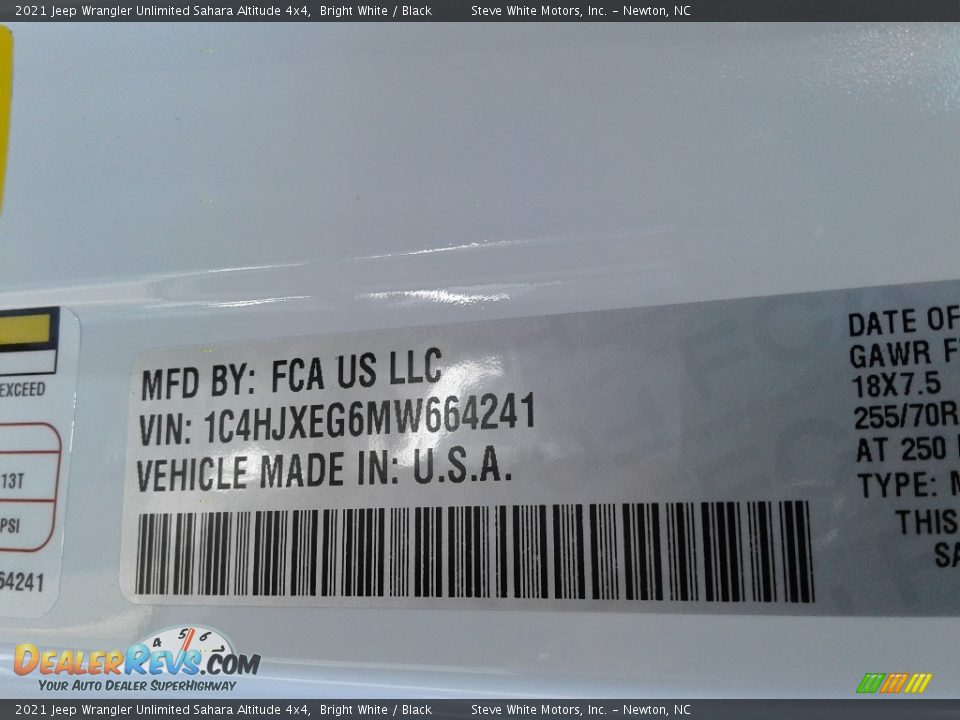 2021 Jeep Wrangler Unlimited Sahara Altitude 4x4, Bright White / Black Steve White Motors, Inc. – Newton, NC
EXCEED
13T
PSI
64241
MFD BY: FCA US LLC
VIN: 1C4HJXEG6MW664241
VEHICLE MADE IN: U.S.A.
DATE OF
GAWR
18X7.5
255/70R
AT 250
TYPE:
THIS
DEALERREVS.COM
4 5 6
YOUR AUTO DEALER SUPERHIGHWAY
2021 Jeep Wrangler Unlimited Sahara Altitude 4x4, Bright White / Black Steve White Motors, Inc. – Newton, NC